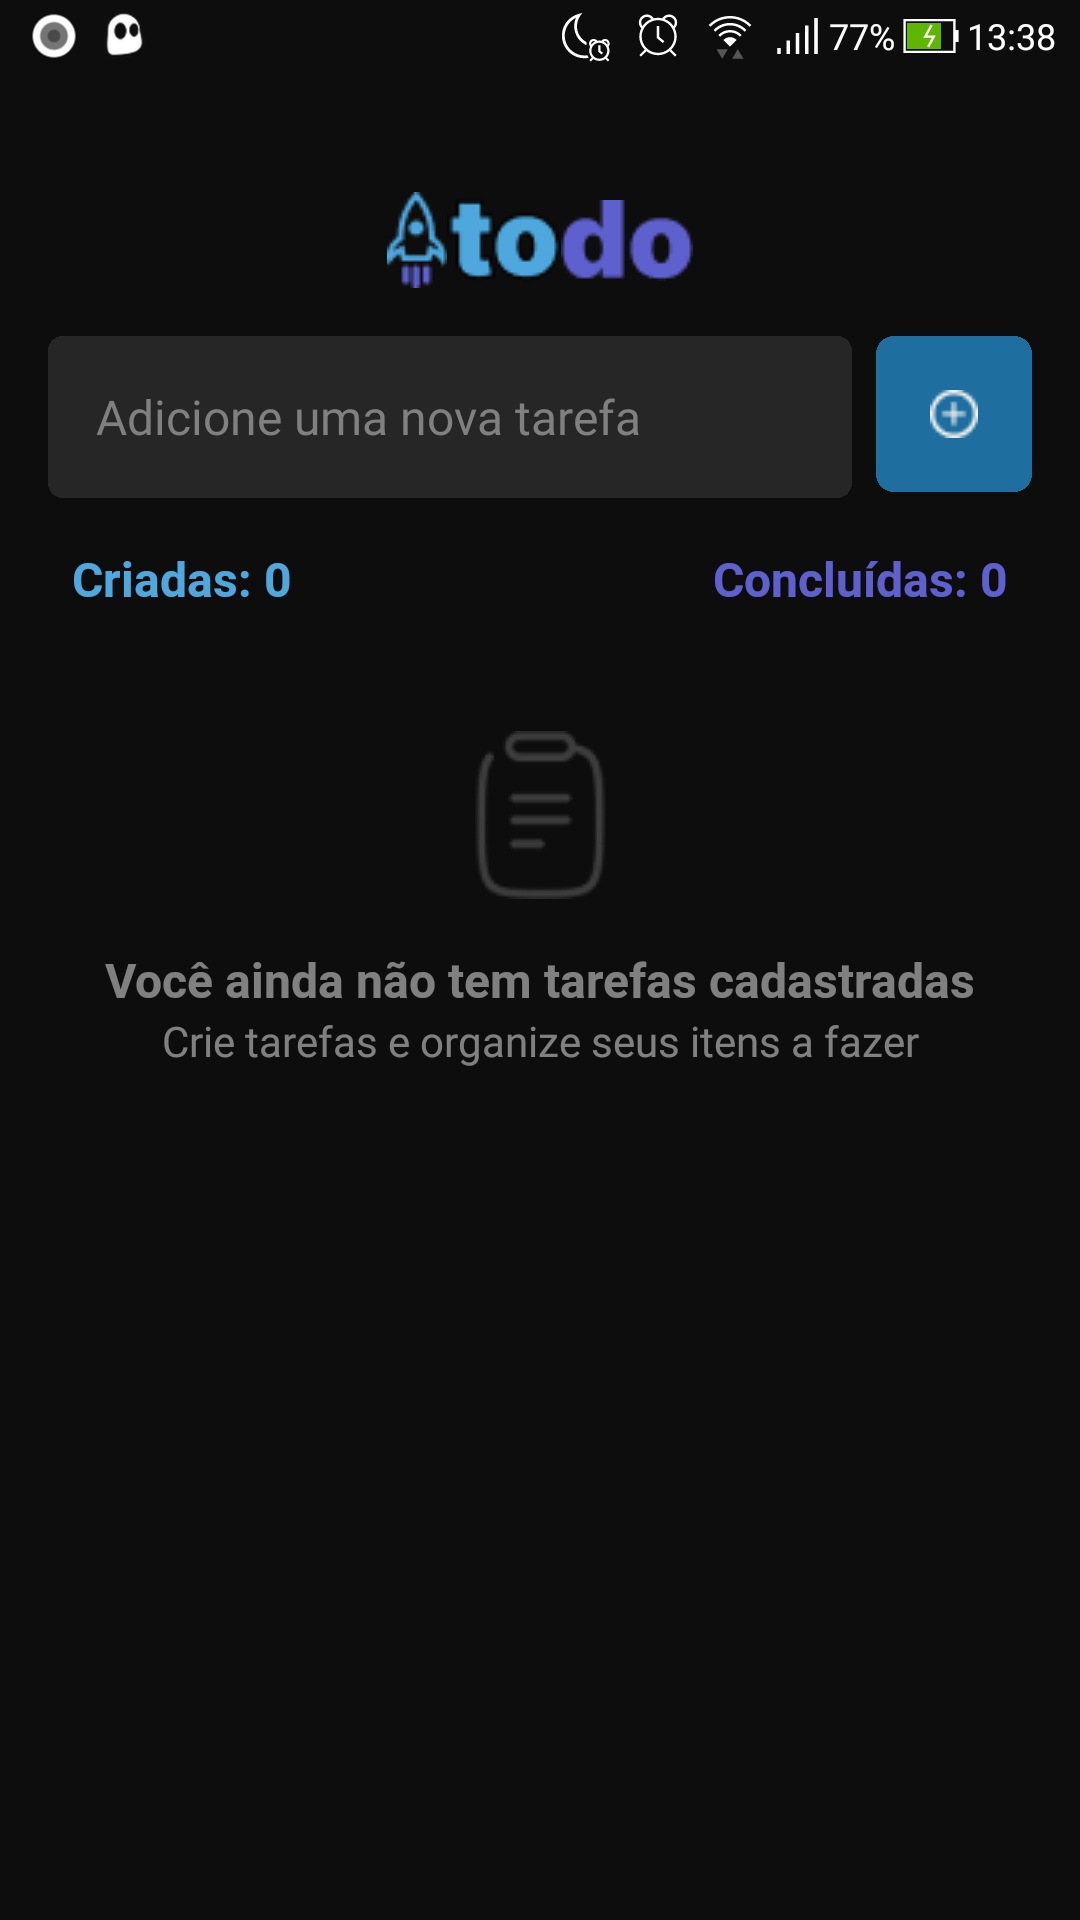 77% 13:38
todo
Adicione uma nova tarefa
Criadas: 0
Concluídas: 0
Você ainda não tem tarefas cadastradas
Crie tarefas e organize seus itens a fazer